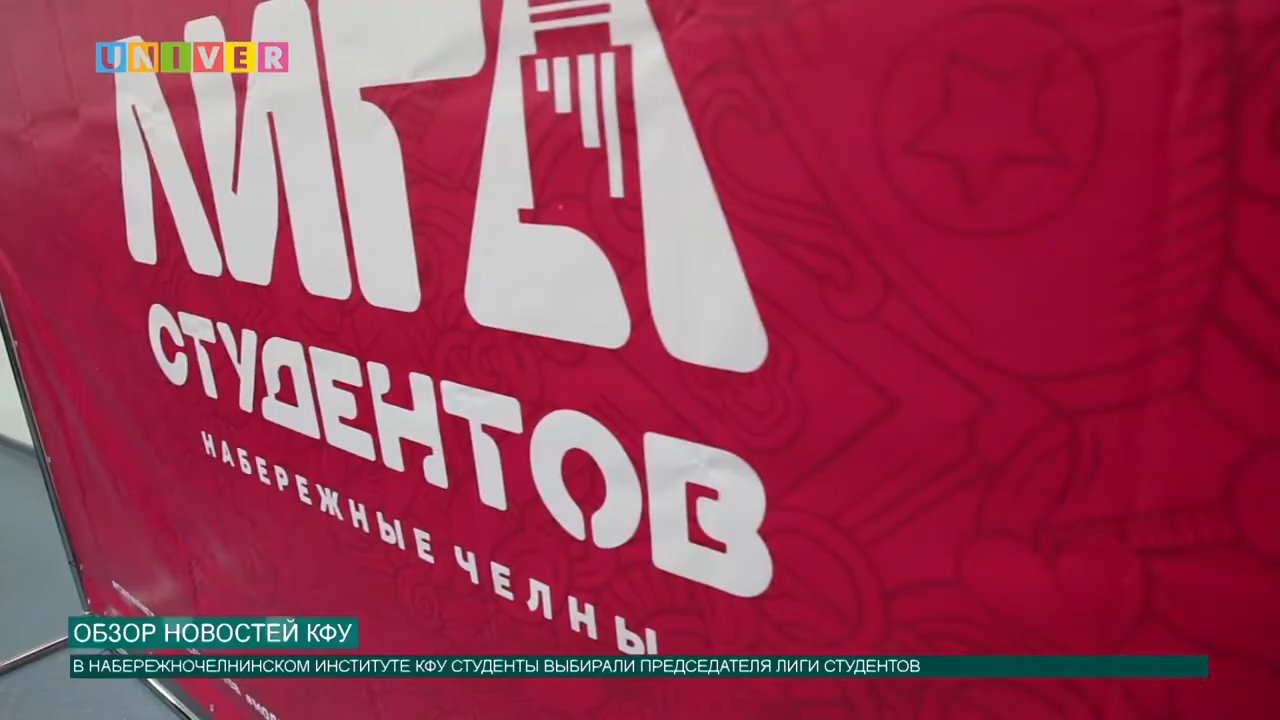 UNIVER
ЛИГА
СТУДЕНТОВ
НАБЕРЕЖНЫЕ ЧЕЛНЫ
ОБЗОР НОВОСТЕЙ КФУ
В НАБЕРЕЖНОЧЕЛНИНСКОМ ИНСТИТУТЕ КФУ СТУДЕНТЫ ВЫБИРАЛИ ПРЕДСЕДАТЕЛЯ ЛИГИ СТУДЕНТОВ